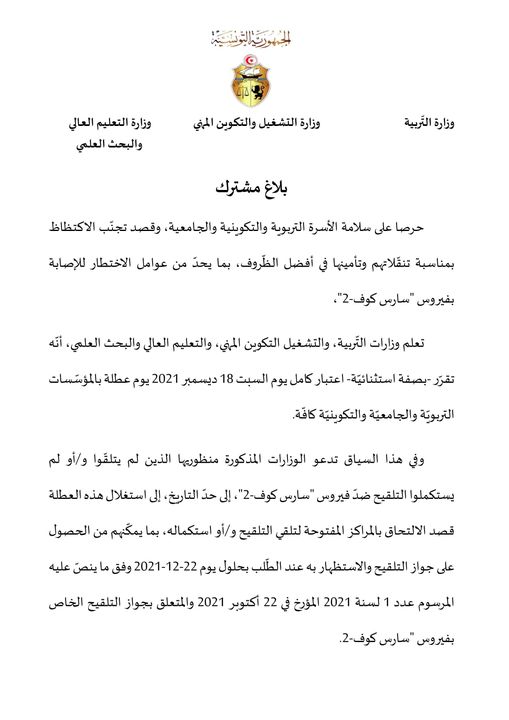 الجمهورية التونسية
وزارة التّربية
وزارة التشغيل والتكوين المهني
وزارة التعليم العالي
والبحث العلمي
بلاغ مشترك
حرصا على سلامة الأسرة التربوية والتكوينية والجامعية، وقصد تجنّب الاكتظاظ
بمناسبة تنقّلاتهم وتأمينها في أفضل الظّروف، بما يحدّ من عوامل الاختطار للإصابة
بفيروس "سارس كوف-2"،
تعلم وزارات التّربية، والتشغيل التكوين المهني، والتعليم العالي والبحث العلمي، أنّه
تقرّر -بصفة استثنائيّة- اعتبار كامل يوم السبت 18 ديسمبر 2021 يوم عطلة بالمؤسّسات
التربويّة والجامعيّة والتكوينيّة كافّة.
وفي هذا السياق تدعو الوزارات المذكورة منظوريها الذين لم يتلقّوا و/أو لم
يستكملوا التلقيح ضدّ فيروس "سارس كوف-2"، إلى حدّ التاريخ، إلى استغلال هذه العطلة
قصد الالتحاق بالمراكز المفتوحة لتلقي التلقيح و/أو استكماله، بما يمكّنهم من الحصول
على جواز التلقيح والاستظهار به عند الطّلب بحلول يوم 22-12-2021 وفق ما ينصّ عليه
المرسوم عدد 1 لسنة 2021 المؤرخ في 22 أكتوبر 2021 والمتعلق بجواز التلقيح الخاص
بفيروس "سارس كوف-2.